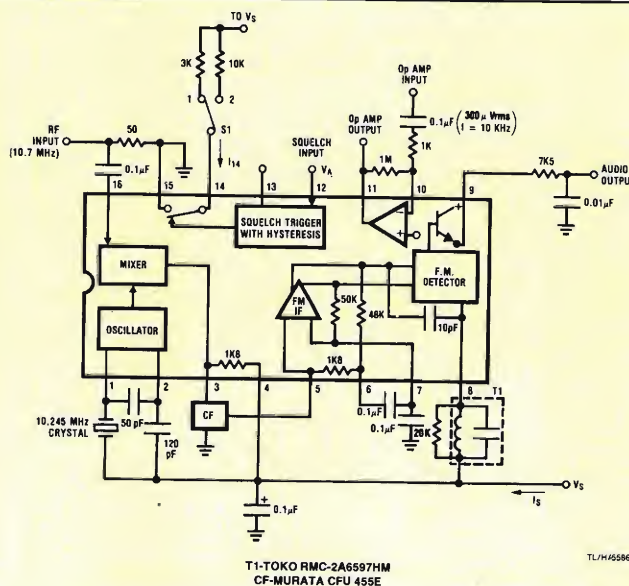 TO VS
3K 10K
1 2
S1
I14
RF INPUT (10.7 MHz)
50
0.1µF
16 15 14 13 12 11 10 9
SQUELCH INPUT
VA
Op AMP OUTPUT
Op AMP INPUT
0.1µF (300 µ Vrms f = 10 KHz)
1K
1M
7K5
AUDIO OUTPUT
0.01µF
SQUELCH TRIGGER WITH HYSTERESIS
MIXER
OSCILLATOR
FM IF
50K
48K
F.M. DETECTOR
10pF
1K8
1K8
1 2 3 4 5 6 7 8
T1
10.245 MHz CRYSTAL
50 pF
120 pF
CF
0.1µF
0.1µF
20K
VS
IS
+
0.1µF
T1-TOKO RMC-2A6597HM
CF-MURATA CFU 455E